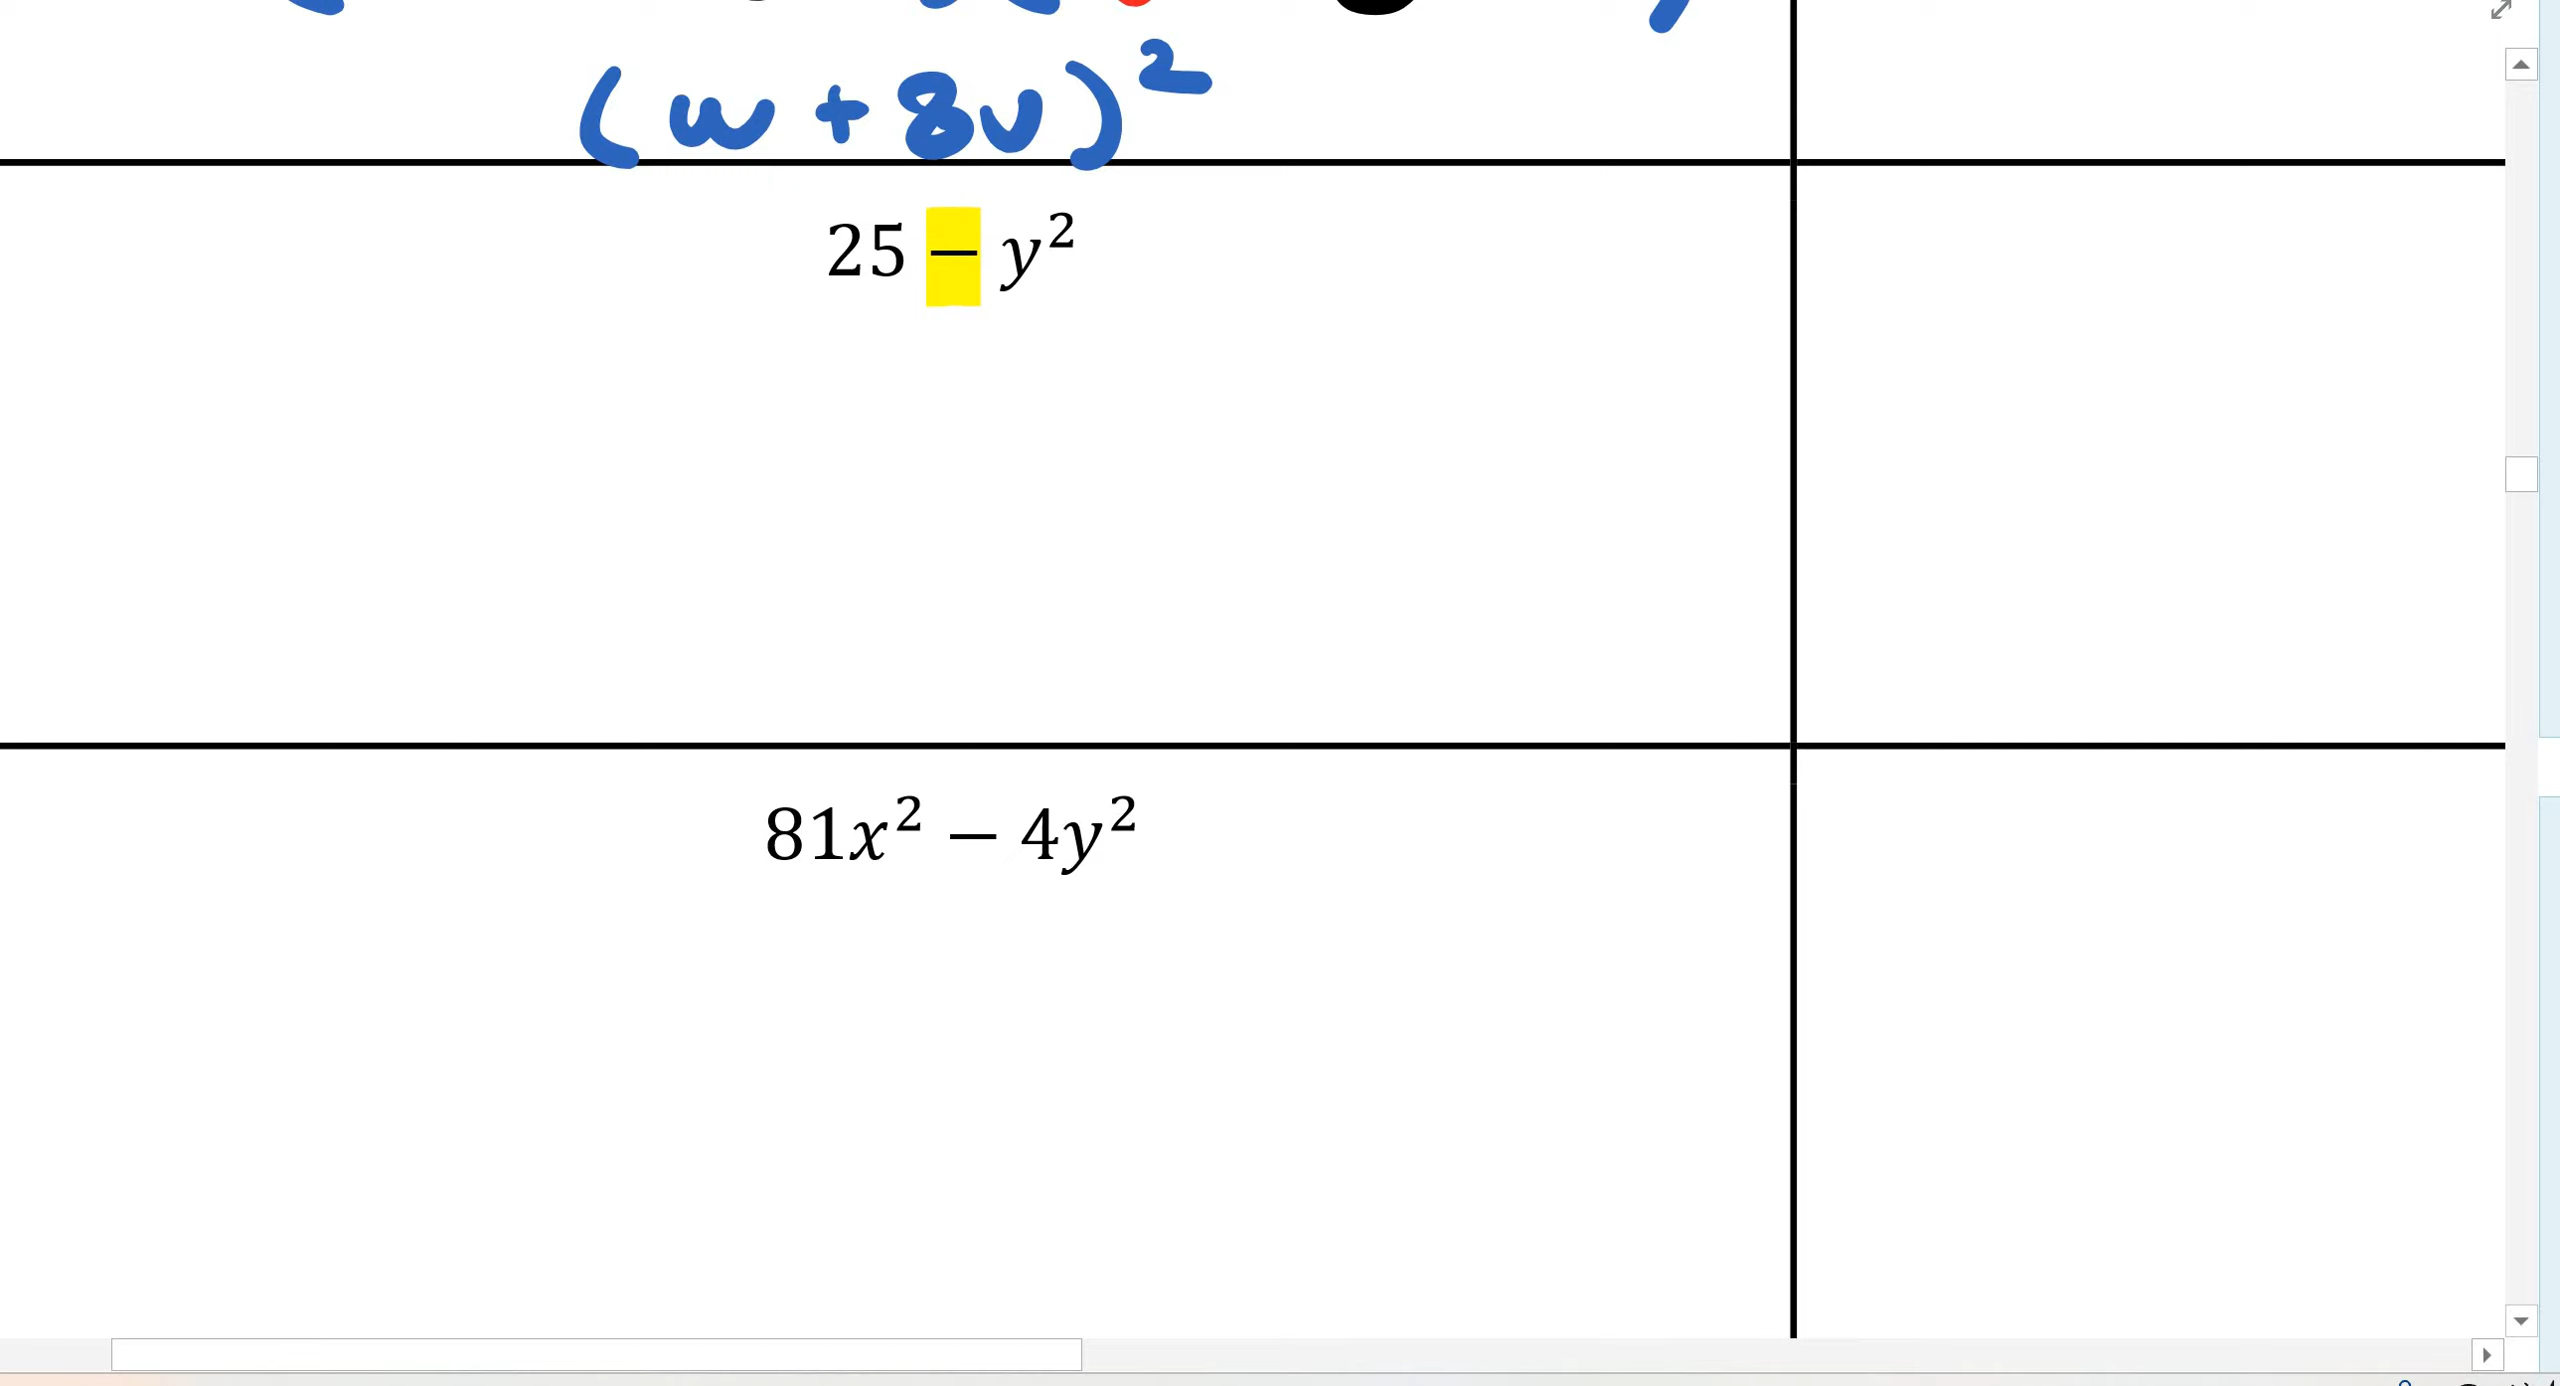 (w + 8v)²
25 − y²
81x² − 4y²